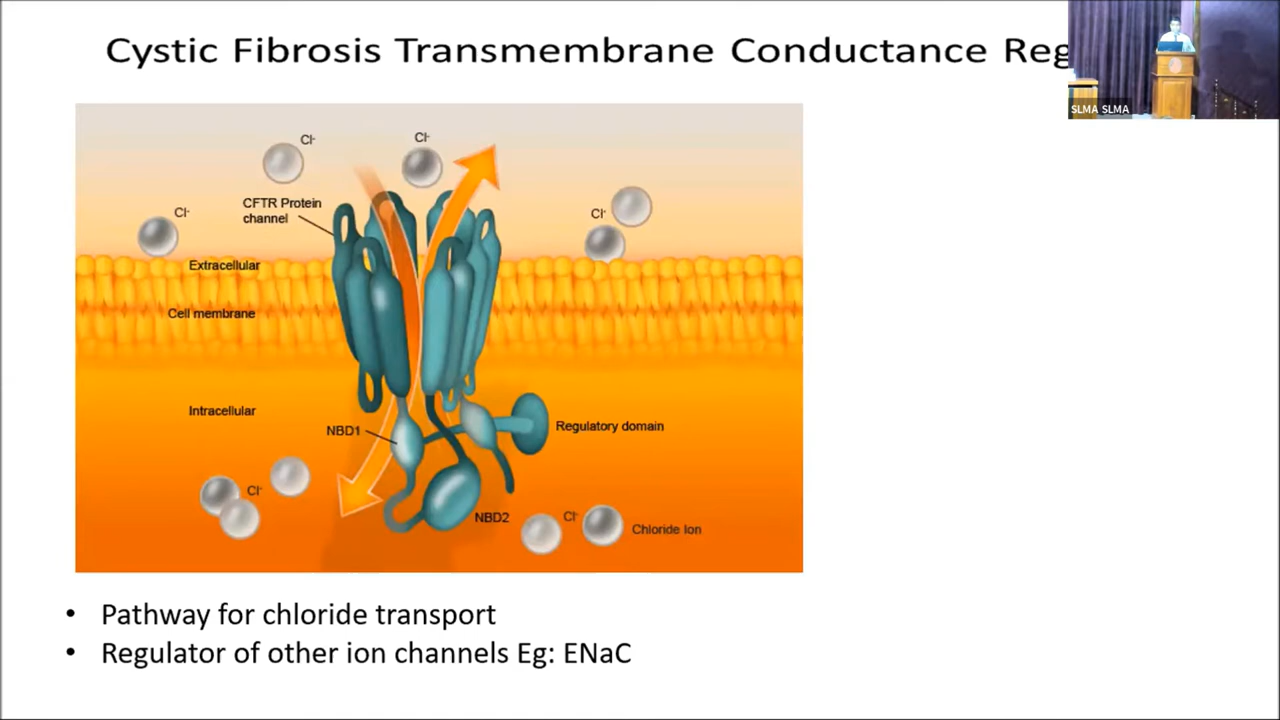 Cystic Fibrosis Transmembrane Conductance Reg
SLMA SLMA
Cl-
Cl-
CFTR Protein
channel
Cl-
Cl-
Extracellular
Cell membrane
Intracellular
NBD1
Regulatory domain
Cl-
NBD2
Cl-
Chloride Ion
• Pathway for chloride transport
• Regulator of other ion channels Eg: ENaC